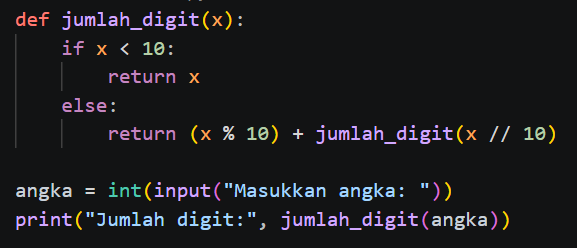 def jumlah_digit(x):
    if x < 10:
        return x
    else:
        return (x % 10) + jumlah_digit(x // 10)
angka = int(input("Masukkan angka: "))
print("Jumlah digit:", jumlah_digit(angka))